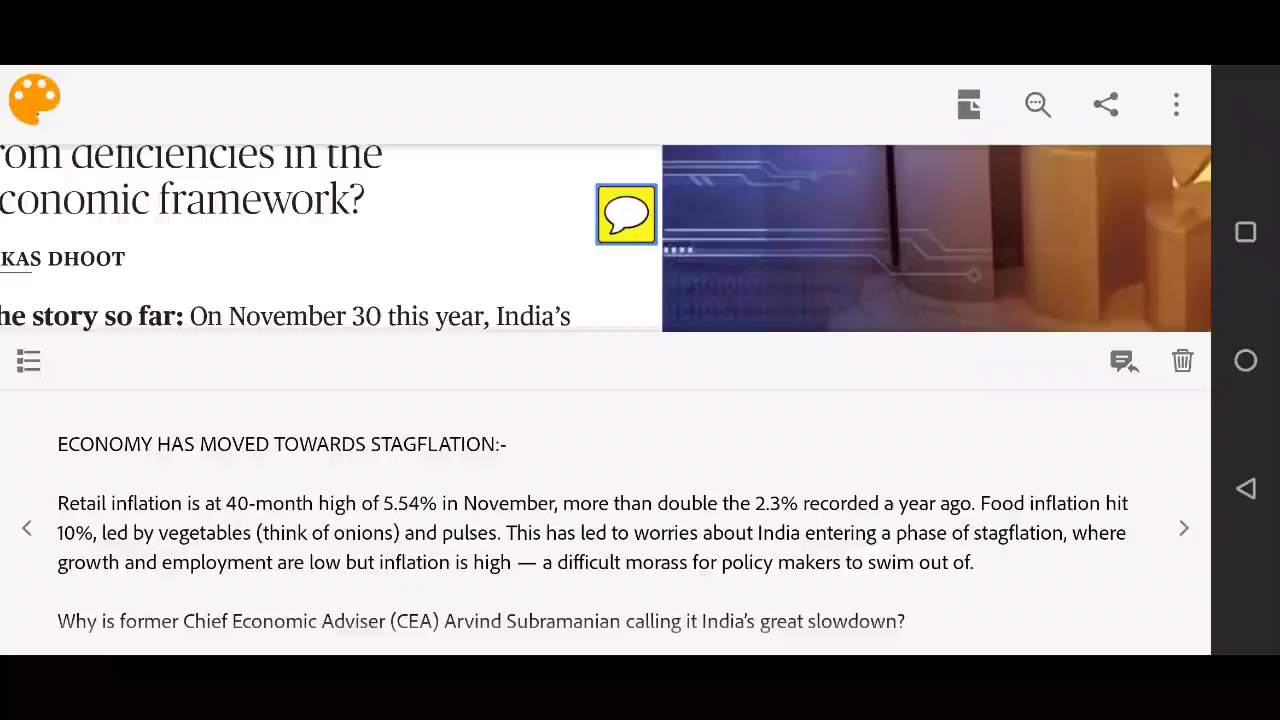 rom deficiencies in the
conomic framework?
KAS DHOOT
he story so far: On November 30 this year, India's
ECONOMY HAS MOVED TOWARDS STAGFLATION:-
Retail inflation is at 40-month high of 5.54% in November, more than double the 2.3% recorded a year ago. Food inflation hit
10%, led by vegetables (think of onions) and pulses. This has led to worries about India entering a phase of stagflation, where
growth and employment are low but inflation is high — a difficult morass for policy makers to swim out of.
Why is former Chief Economic Adviser (CEA) Arvind Subramanian calling it India's great slowdown?